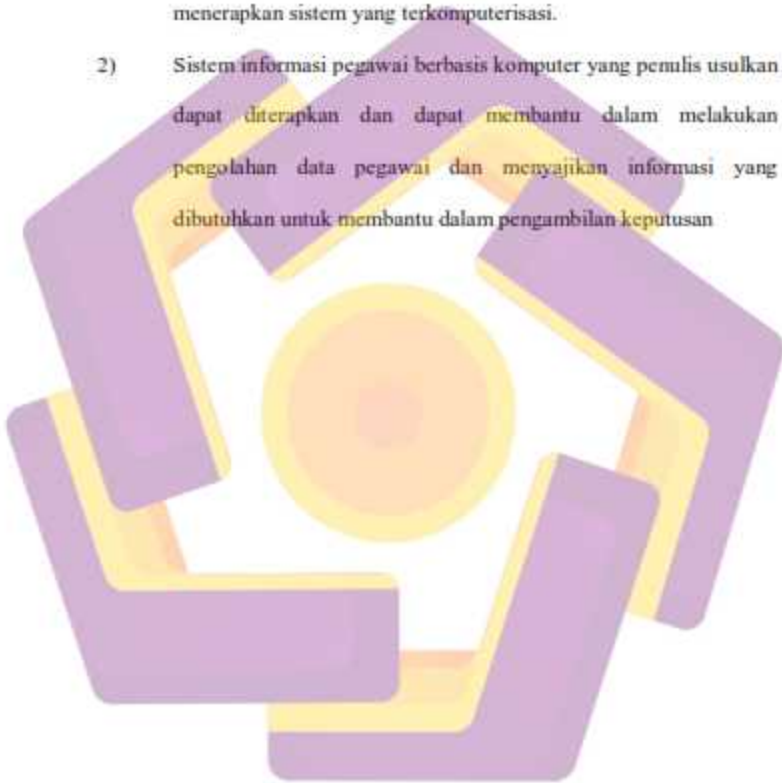 menerapkan sistem yang terkomputerisasi.
2) Sistem informasi pegawai berbasis komputer yang penulis usulkan
dapat diterapkan dan dapat membantu dalam melakukan
pengolahan data pegawai dan menyajikan informasi yang
dibutuhkan untuk membantu dalam pengambilan keputusan